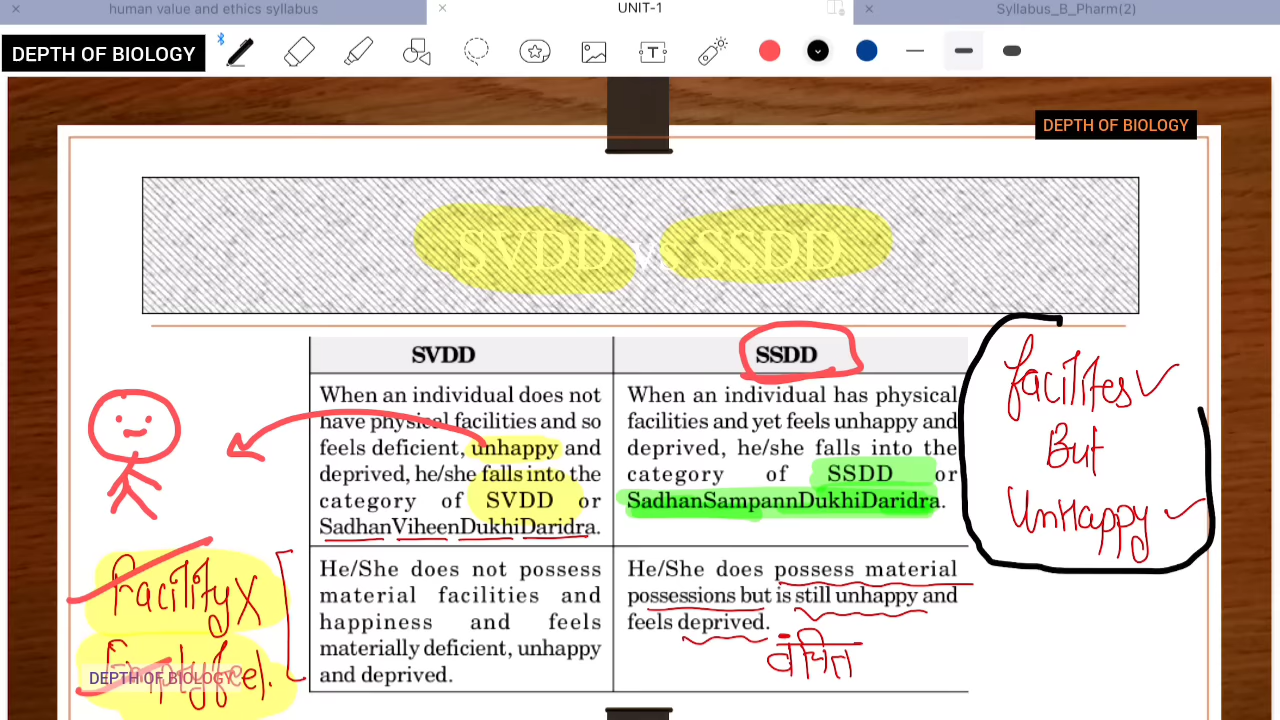 human value and ethics syllabus
UNIT-1
Syllabus_B_Pharm(2)
DEPTH OF BIOLOGY
T
DEPTH OF BIOLOGY
SVDD vs SSDD
SVDD
SSDD
When an individual does not
have physical facilities and so
feels deficient, unhappy and
deprived, he/she falls into the
category of SVDD or
SadhanViheenDukhiDaridra.
When an individual has physical
facilities and yet feels unhappy and
deprived, he/she falls into the
category of SSDD or
SadhanSampannDukhiDaridra.
facilites ✓
But
UnHappy ✓
Facility X
feel.
DEPTH OF BIOLOGY
He/She does not possess
material facilities and
happiness and feels
materially deficient, unhappy
and deprived.
He/She does possess material
possessions but is still unhappy and
feels deprived.
वंचित